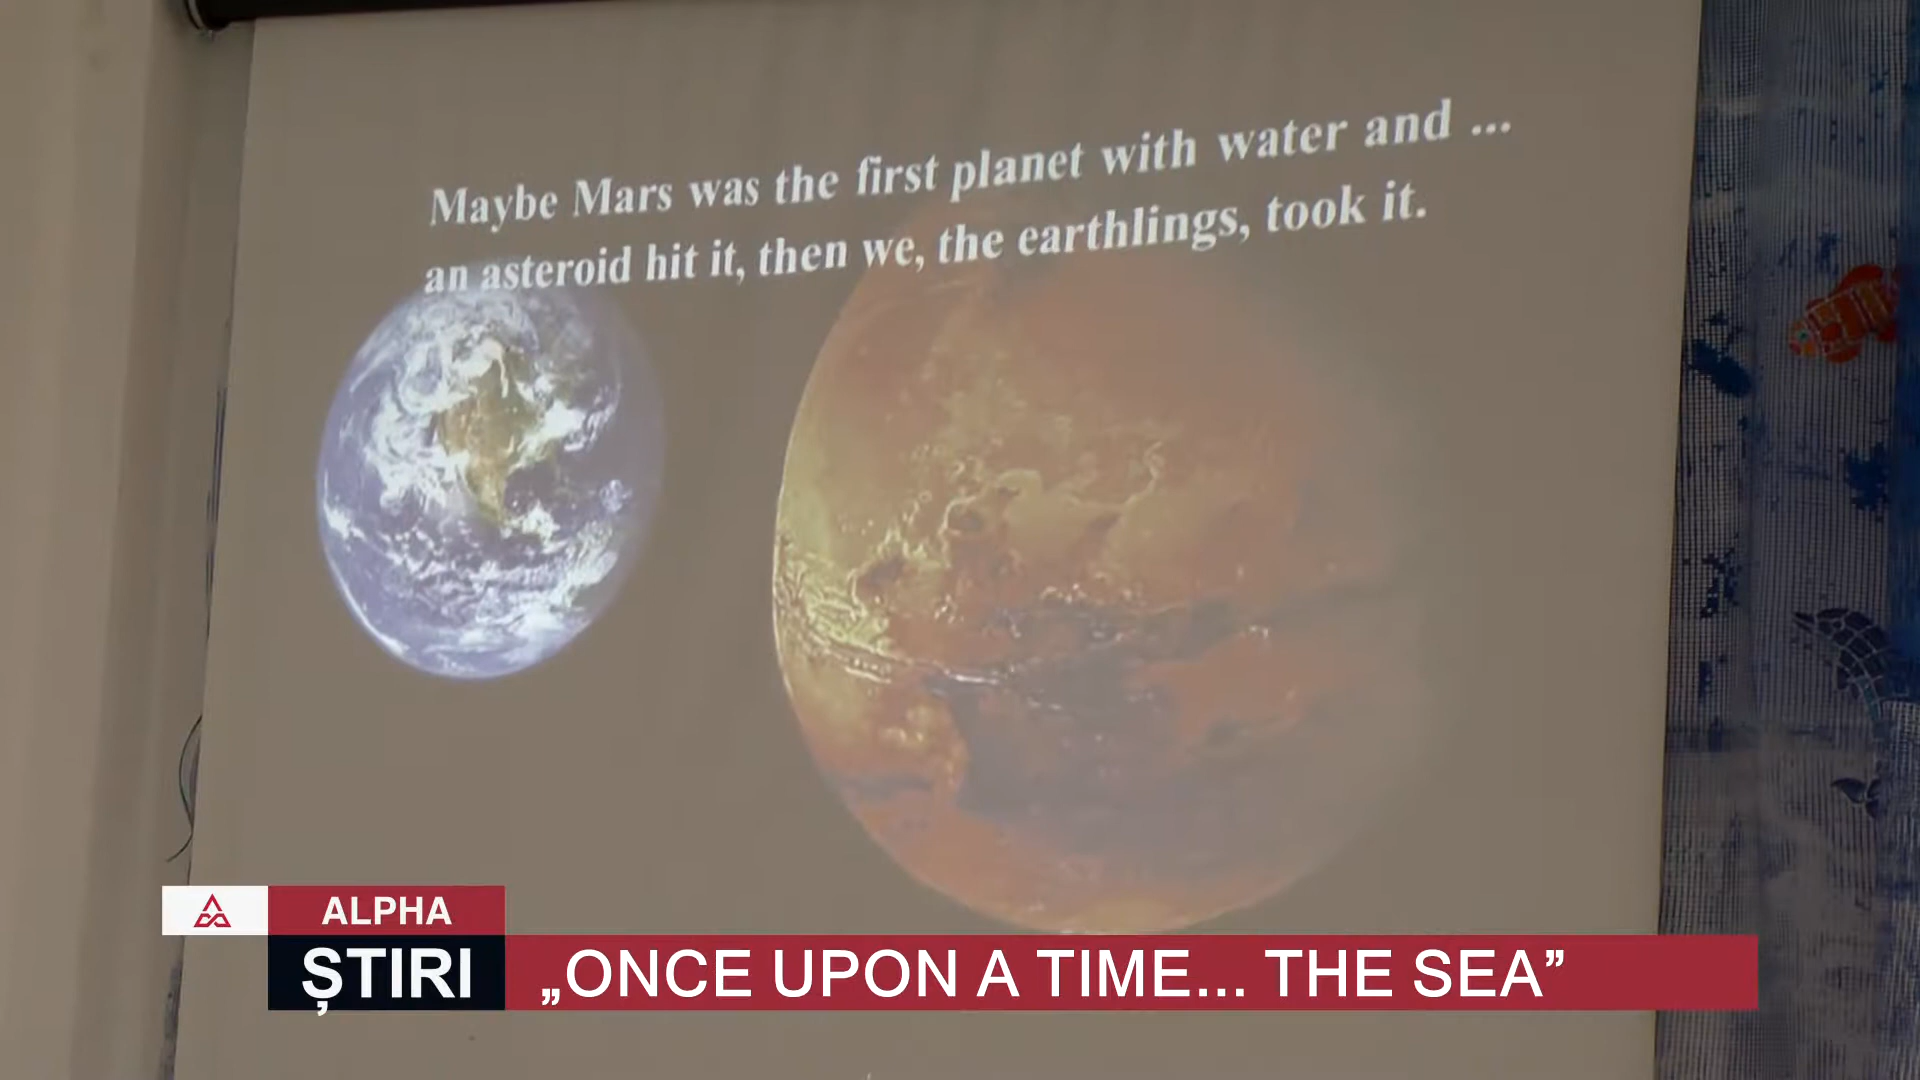 Maybe Mars was the first planet with water and ...
an asteroid hit it, then we, the earthlings, took it.
ALPHA
ȘTIRI
„ONCE UPON A TIME... THE SEA”